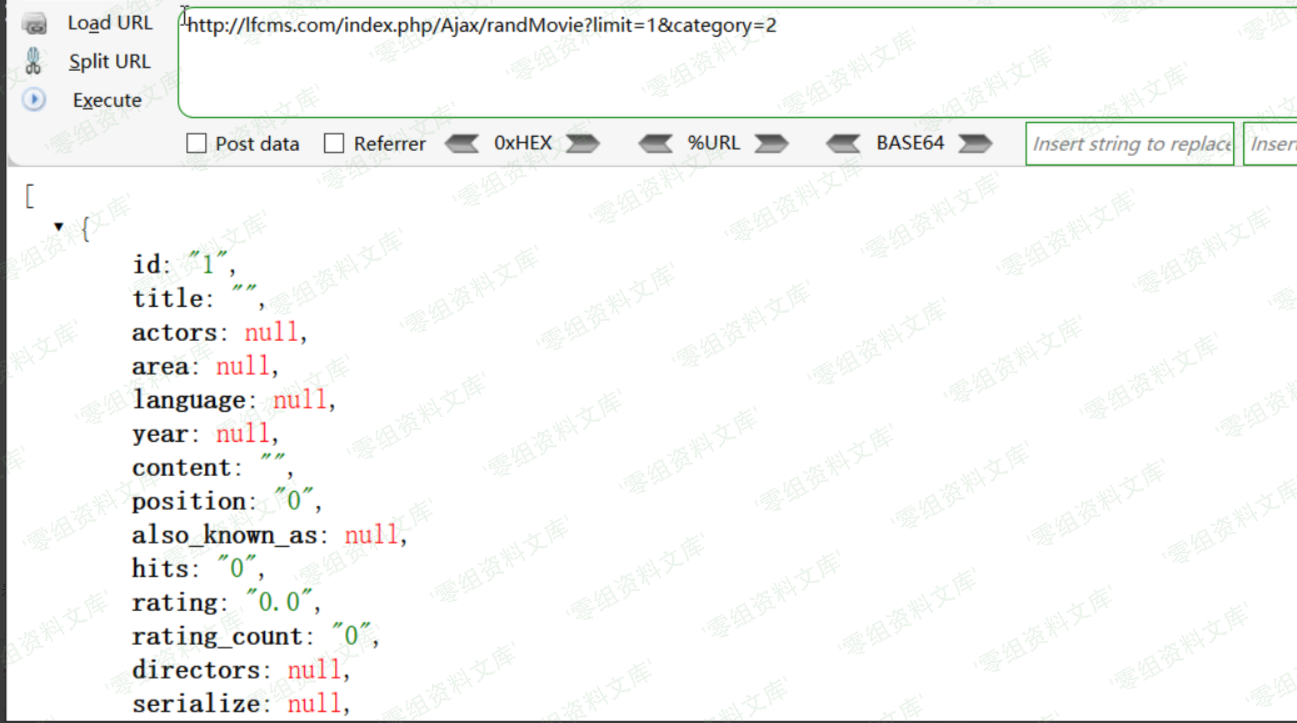 Load URL
http://lfcms.com/index.php/Ajax/randMovie?limit=1&category=2
Split URL
Execute
Post data Referrer 0xHEX %URL BASE64 Insert string to replace Insert
[
{
id: "1",
title: "",
actors: null,
area: null,
language: null,
year: null,
content: "",
position: "0",
also_known_as: null,
hits: "0",
rating: "0.0",
rating_count: "0",
directors: null,
serialize: null,
'零组资料文库'